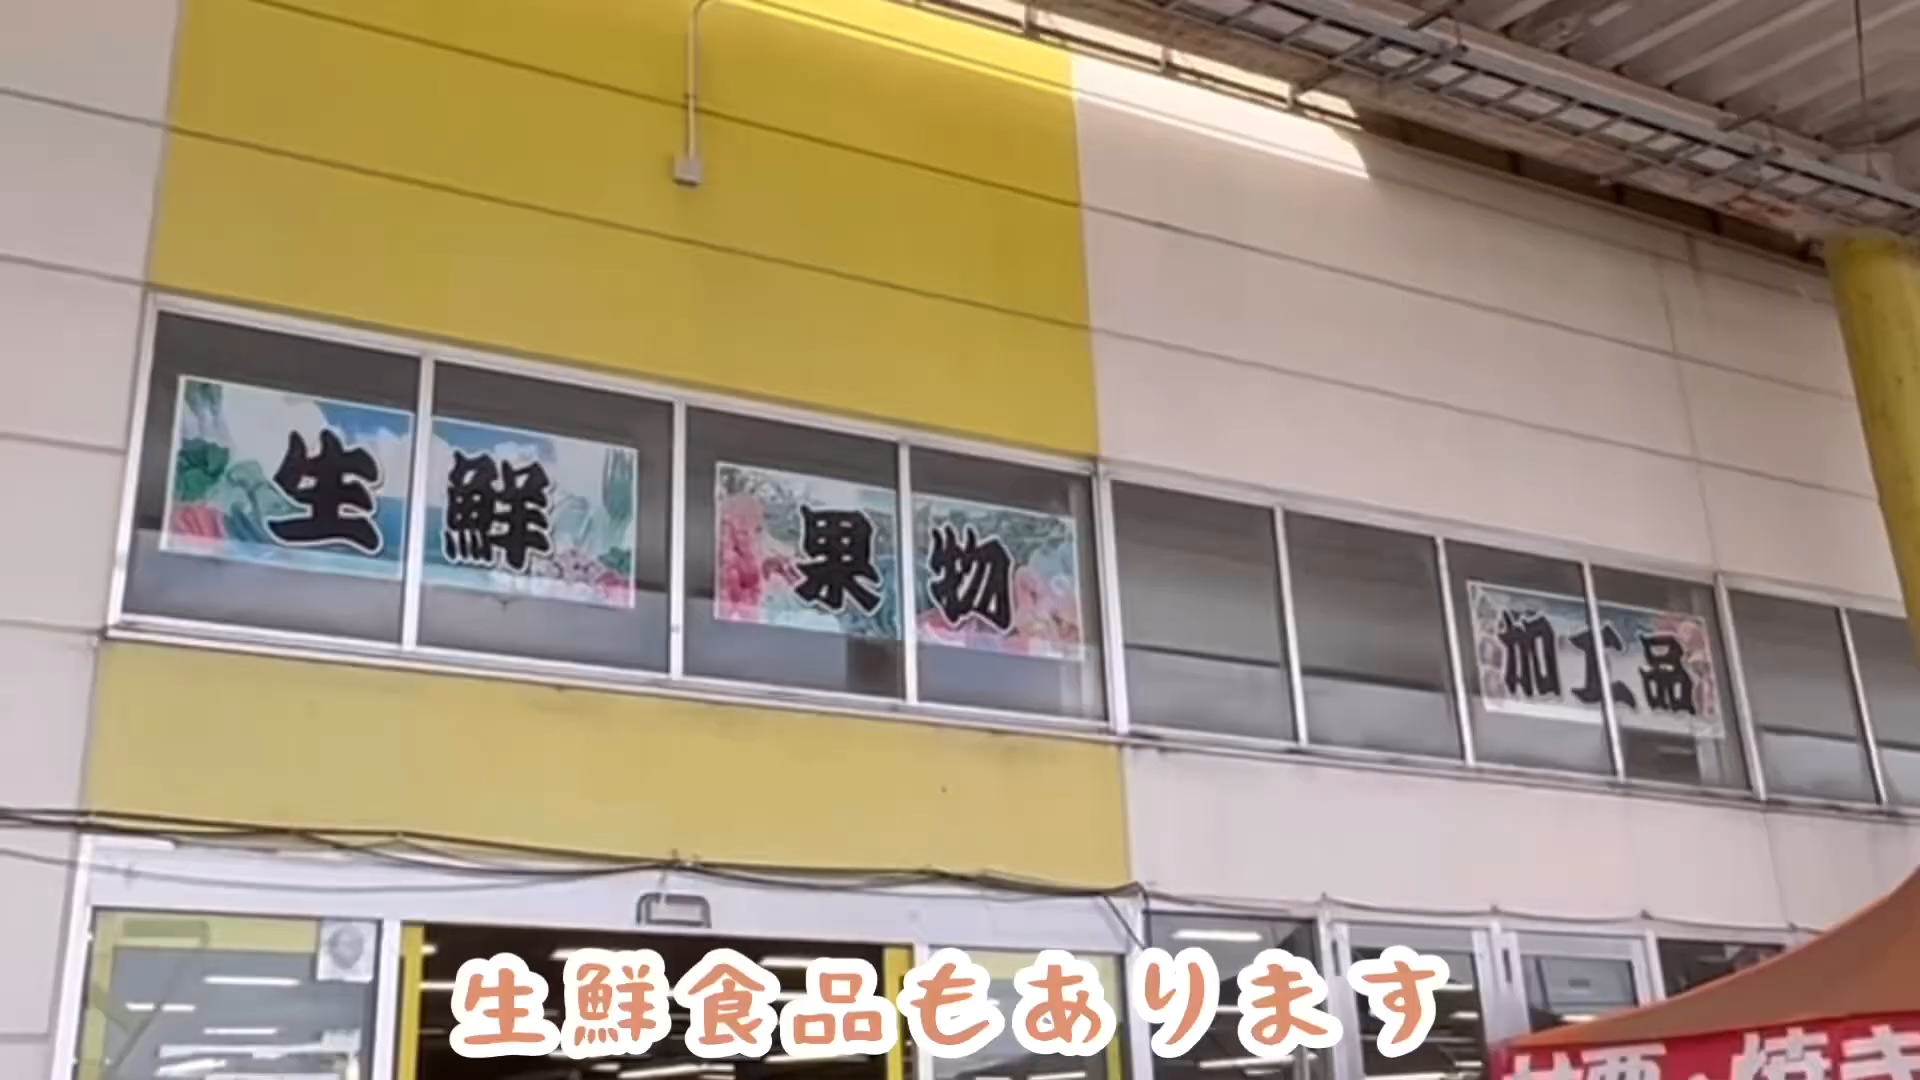 生鮮
果物
加工品
生鮮食品もあります